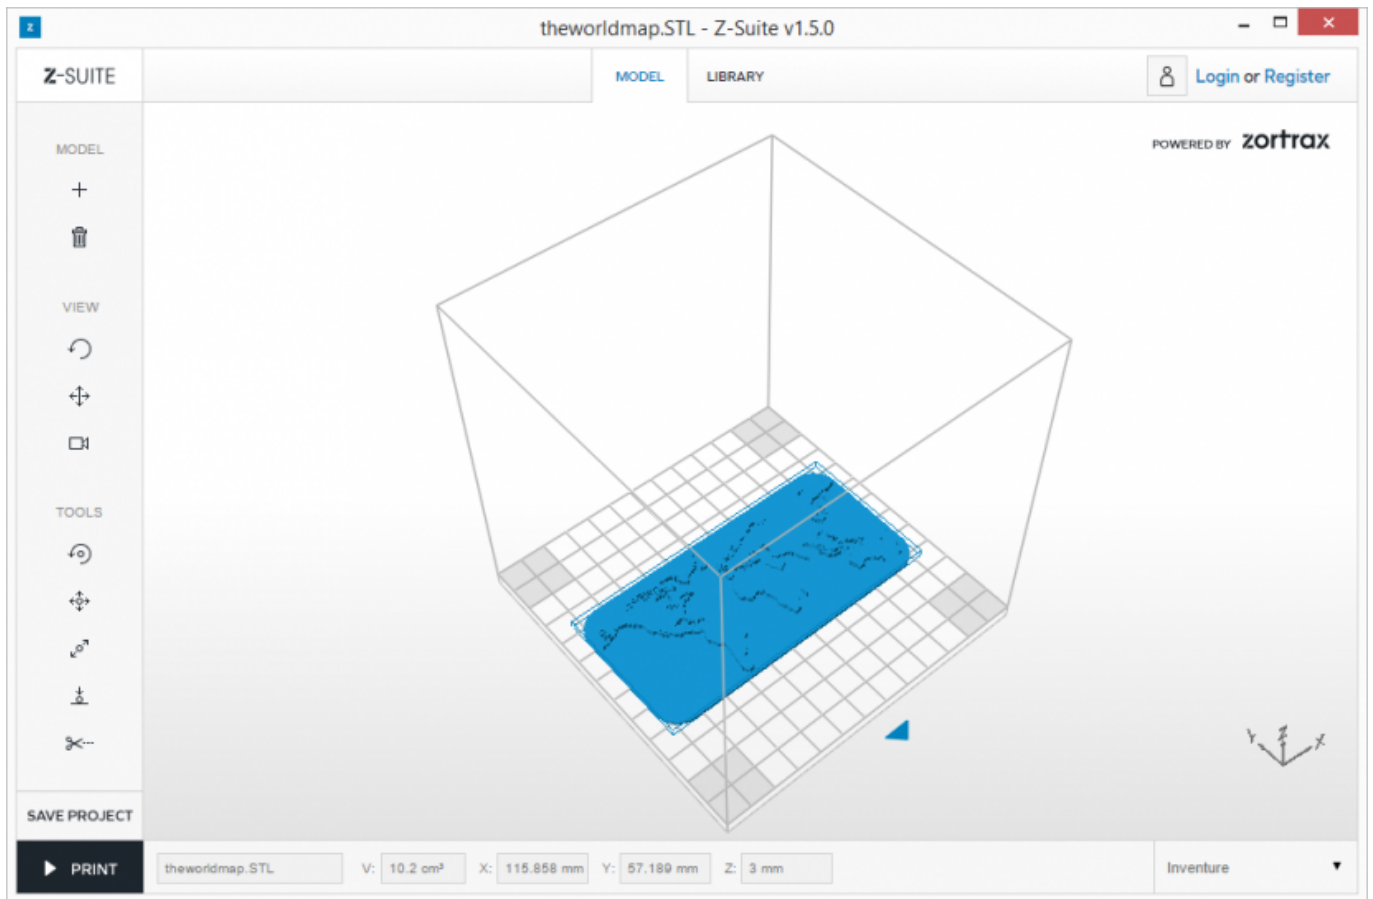 Z
theworldmap.STL - Z-Suite v1.5.0
Z-SUITE
MODEL
LIBRARY
Login or Register
POWERED BY zortrax
MODEL
VIEW
TOOLS
SAVE PROJECT
PRINT
theworldmap.STL
V: 10.2 cm³
X: 115.858 mm
Y: 57.189 mm
Z: 3 mm
Inventure
Y
Z
X